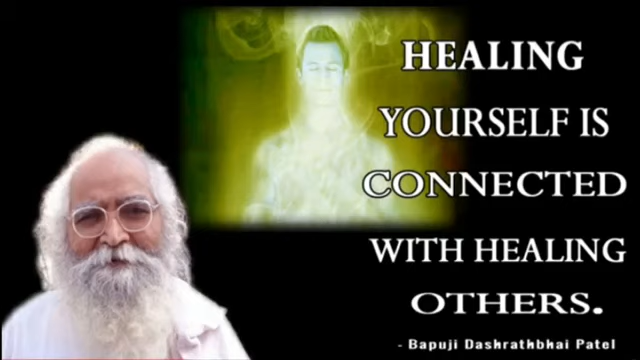 HEALING
YOURSELF IS
CONNECTED
WITH HEALING
OTHERS.
- Bapuji Dashrathbhai Patel